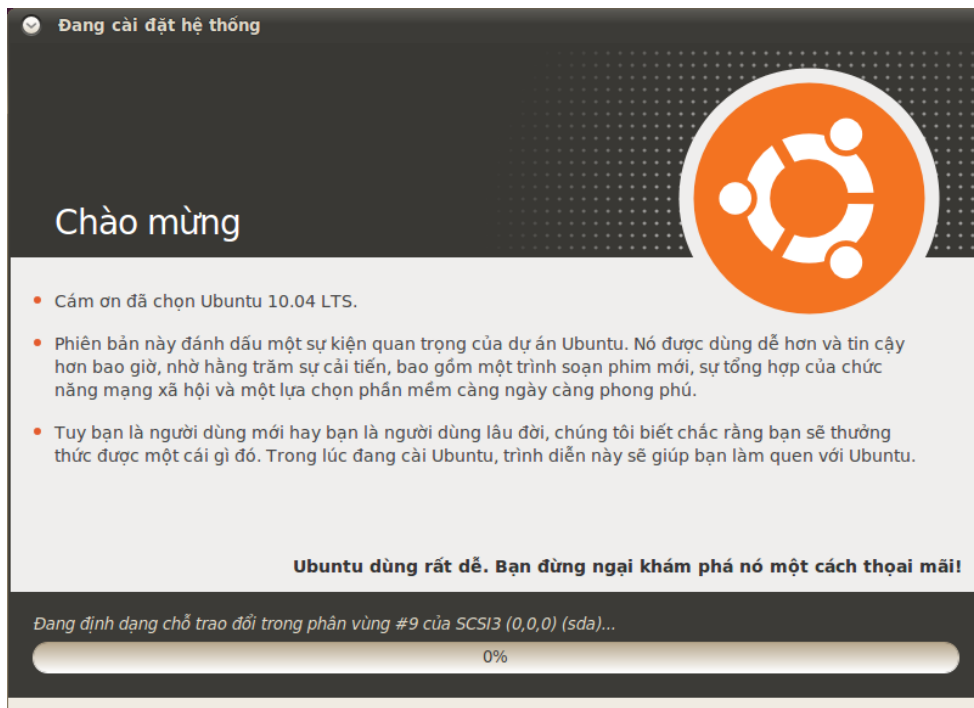 Đang cài đặt hệ thống
Chào mừng
Cám ơn đã chọn Ubuntu 10.04 LTS.
Phiên bản này đánh dấu một sự kiện quan trọng của dự án Ubuntu. Nó được dùng dễ hơn và tin cậy
hơn bao giờ, nhờ hằng trăm sự cải tiến, bao gồm một trình soạn phim mới, sự tổng hợp của chức
năng mạng xã hội và một lựa chọn phần mềm càng ngày càng phong phú.
Tuy bạn là người dùng mới hay bạn là người dùng lâu đời, chúng tôi biết chắc rằng bạn sẽ thưởng
thức được một cái gì đó. Trong lúc đang cài Ubuntu, trình diễn này sẽ giúp bạn làm quen với Ubuntu.
Ubuntu dùng rất dễ. Bạn đừng ngại khám phá nó một cách thọai mãi!
Đang định dạng chỗ trao đổi trong phân vùng #9 của SCSI3 (0,0,0) (sda)...
0%